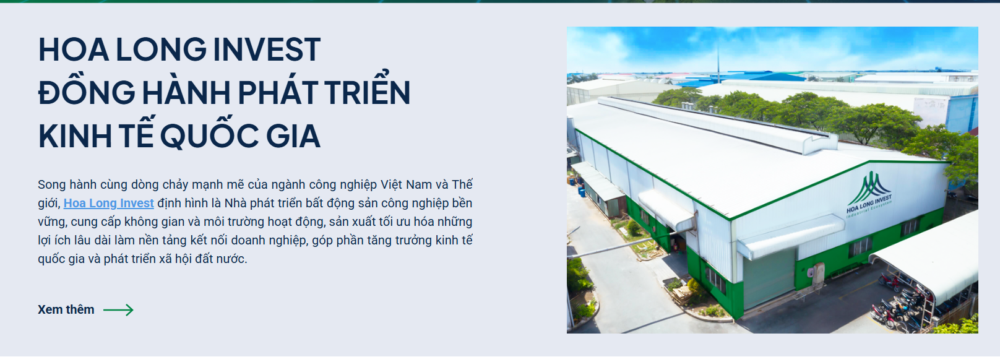 HOA LONG INVEST
ĐỒNG HÀNH PHÁT TRIỂN
KINH TẾ QUỐC GIA
Song hành cùng dòng chảy mạnh mẽ của ngành công nghiệp Việt Nam và Thế
giới, Hoa Long Invest định hình là Nhà phát triển bất động sản công nghiệp bền
vững, cung cấp không gian và môi trường hoạt động, sản xuất tối ưu hóa những
lợi ích lâu dài làm nền tảng kết nối doanh nghiệp, góp phần tăng trưởng kinh tế
quốc gia và phát triển xã hội đất nước.
Xem thêm
HOA LONG INVEST
Industrial Ecosystem